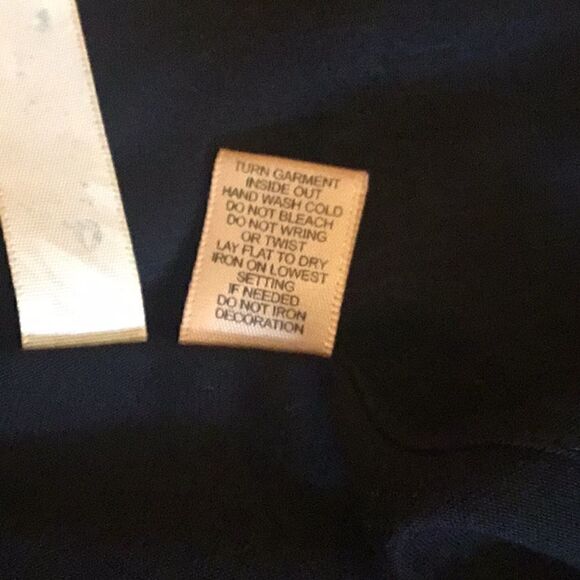 TURN GARMENT
INSIDE OUT
HAND WASH COLD
DO NOT BLEACH
DO NOT WRING
OR TWIST
LAY FLAT TO DRY
IRON ON LOWEST
SETTING
IF NEEDED
DO NOT IRON
DECORATION